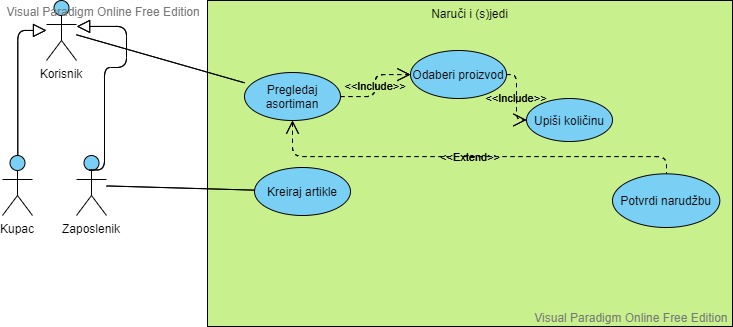 Visual Paradigm Online Free Edition
Naruči i (s)jedi
Korisnik
Pregledaj
asortiman
<<Include>>
Odaberi proizvod
<<Include>>
Upiši količinu
<<Extend>>
Kupac
Zaposlenik
Kreiraj artikle
Potvrdi narudžbu
Visual Paradigm Online Free Edition